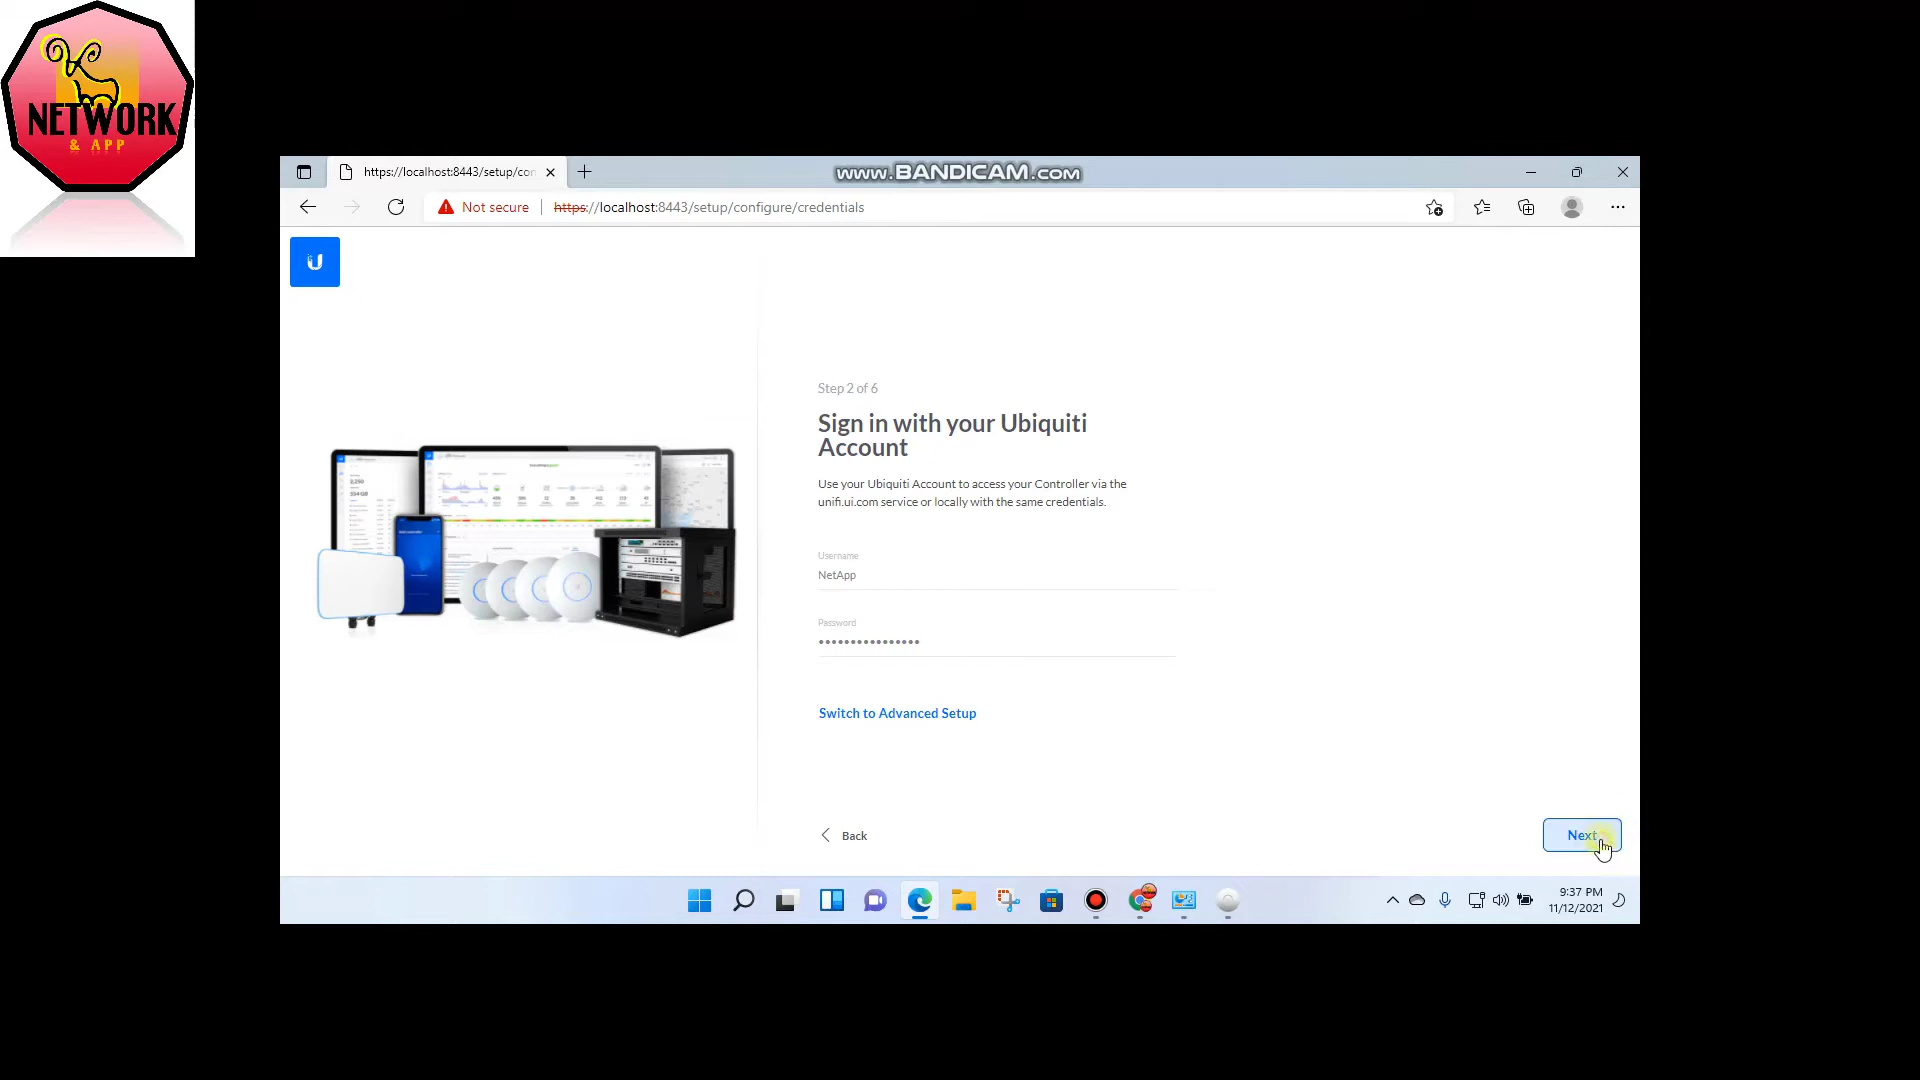 NETWORK
& APP
https://localhost:8443/setup/con
www.BANDICAM.com
Not secure
https://localhost:8443/setup/configure/credentials
Step 2 of 6
Sign in with your Ubiquiti
Account
Use your Ubiquiti Account to access your Controller via the
unifi.ui.com service or locally with the same credentials.
Username
NetApp
Password
••••••••••••••••
Switch to Advanced Setup
Back
Next
9:37 PM
11/12/2021